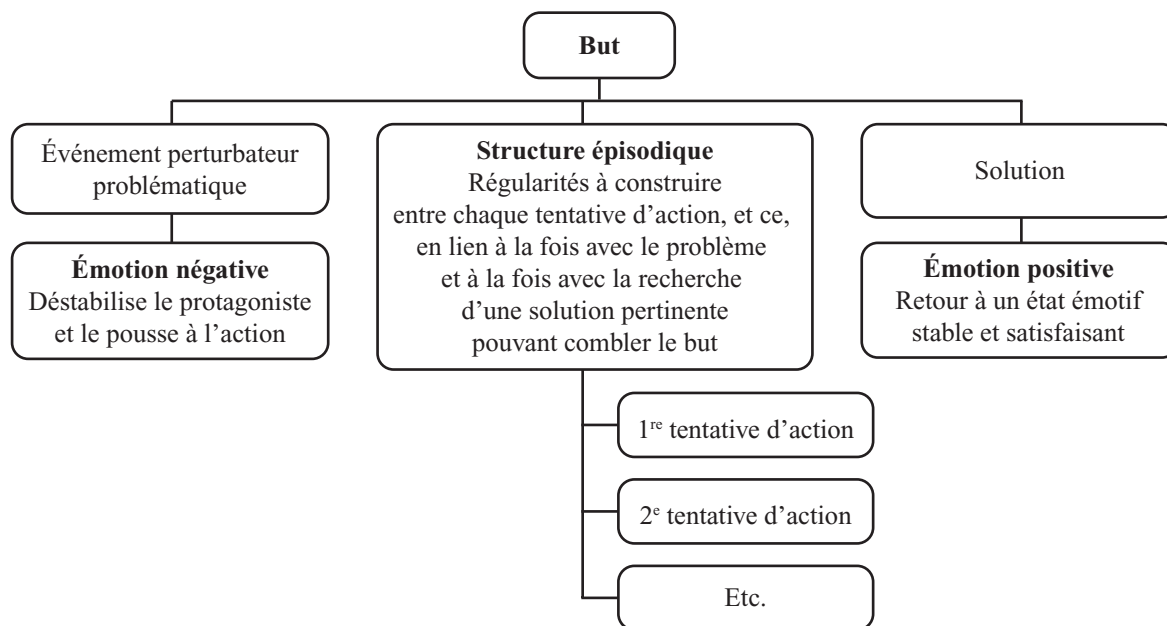 But
Événement perturbateur
problématique
Émotion négative
Déstabilise le protagoniste
et le pousse à l’action
Structure épisodique
Régularités à construire
entre chaque tentative d’action, et ce,
en lien à la fois avec le problème
et à la fois avec la recherche
d’une solution pertinente
pouvant combler le but
1re tentative d’action
2e tentative d’action
Etc.
Solution
Émotion positive
Retour à un état émotif
stable et satisfaisant